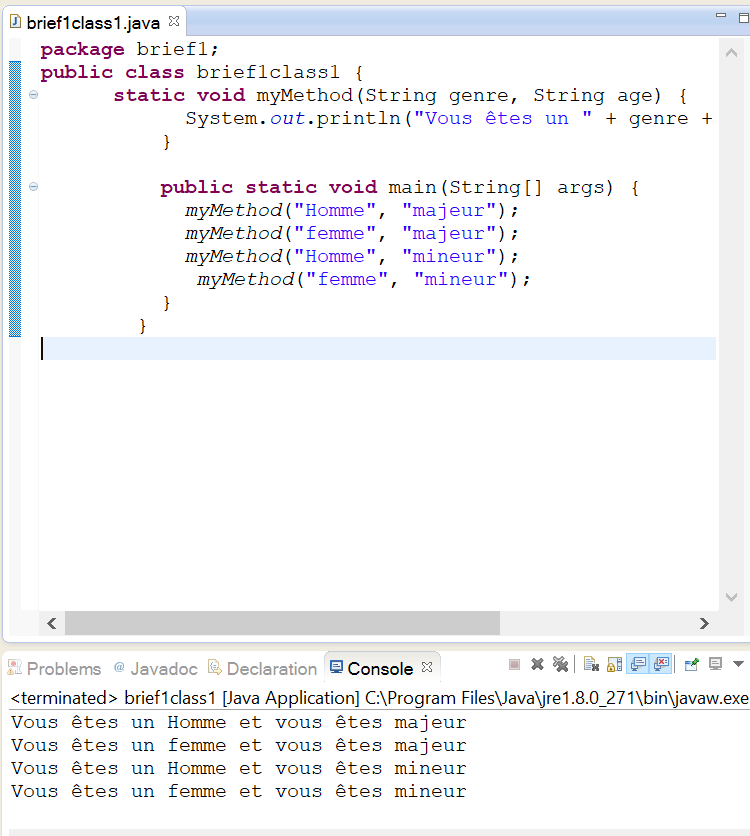 brief1class1.java
package brief1;
public class brief1class1 {
static void myMethod(String genre, String age) {
System.out.println("Vous êtes un " + genre +
}
public static void main(String[] args) {
myMethod("Homme", "majeur");
myMethod("femme", "majeur");
myMethod("Homme", "mineur");
myMethod("femme", "mineur");
}
}
Problems @ Javadoc Declaration Console
<terminated> brief1class1 [Java Application] C:\Program Files\Java\jre1.8.0_271\bin\javaw.exe
Vous êtes un Homme et vous êtes majeur
Vous êtes un femme et vous êtes majeur
Vous êtes un Homme et vous êtes mineur
Vous êtes un femme et vous êtes mineur